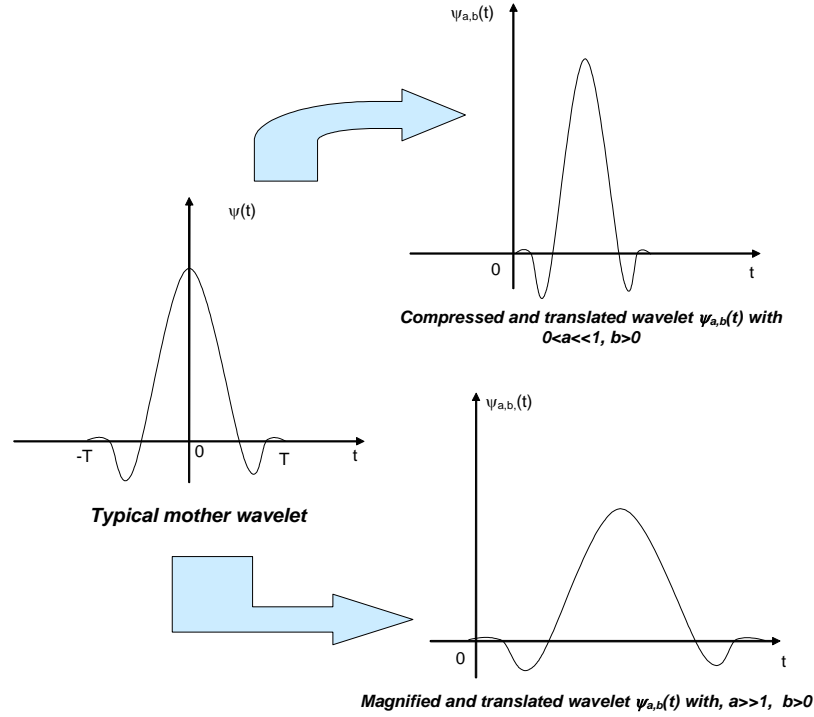 ψa,b(t)
0
t
Compressed and translated wavelet ψa,b(t) with
0<a<<1, b>0
ψ(t)
-T
0
T
t
Typical mother wavelet
ψa,b,(t)
0
t
Magnified and translated wavelet ψa,b(t) with, a>>1, b>0